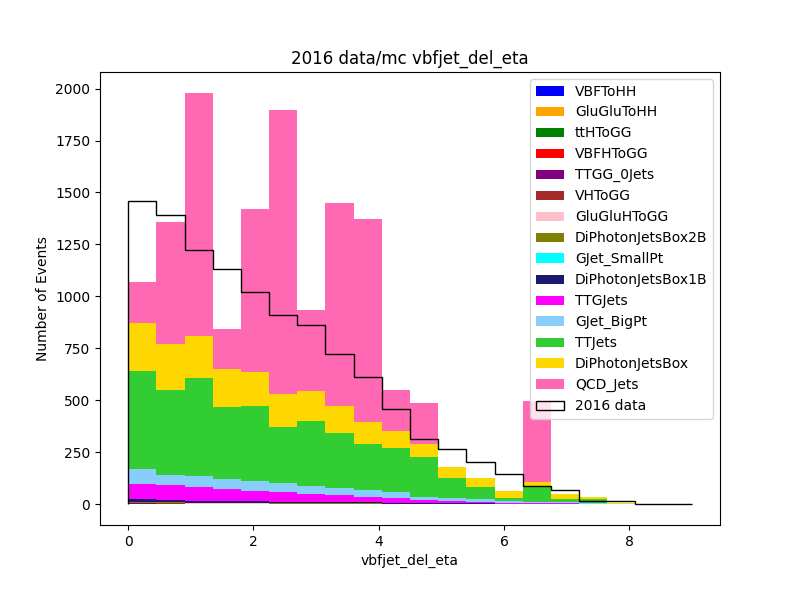 2016 data/mc vbfjet_del_eta
2000
1750
1500
1250
1000
750
500
250
0
Number of Events
0
2
4
6
8
vbfjet_del_eta
VBFToHH
GluGluToHH
ttHToGG
VBFHToGG
TTGG_0Jets
VHToGG
GluGluHToGG
DiPhotonJetsBox2B
GJet_SmallPt
DiPhotonJetsBox1B
TTGJets
GJet_BigPt
TTJets
DiPhotonJetsBox
QCD_Jets
2016 data